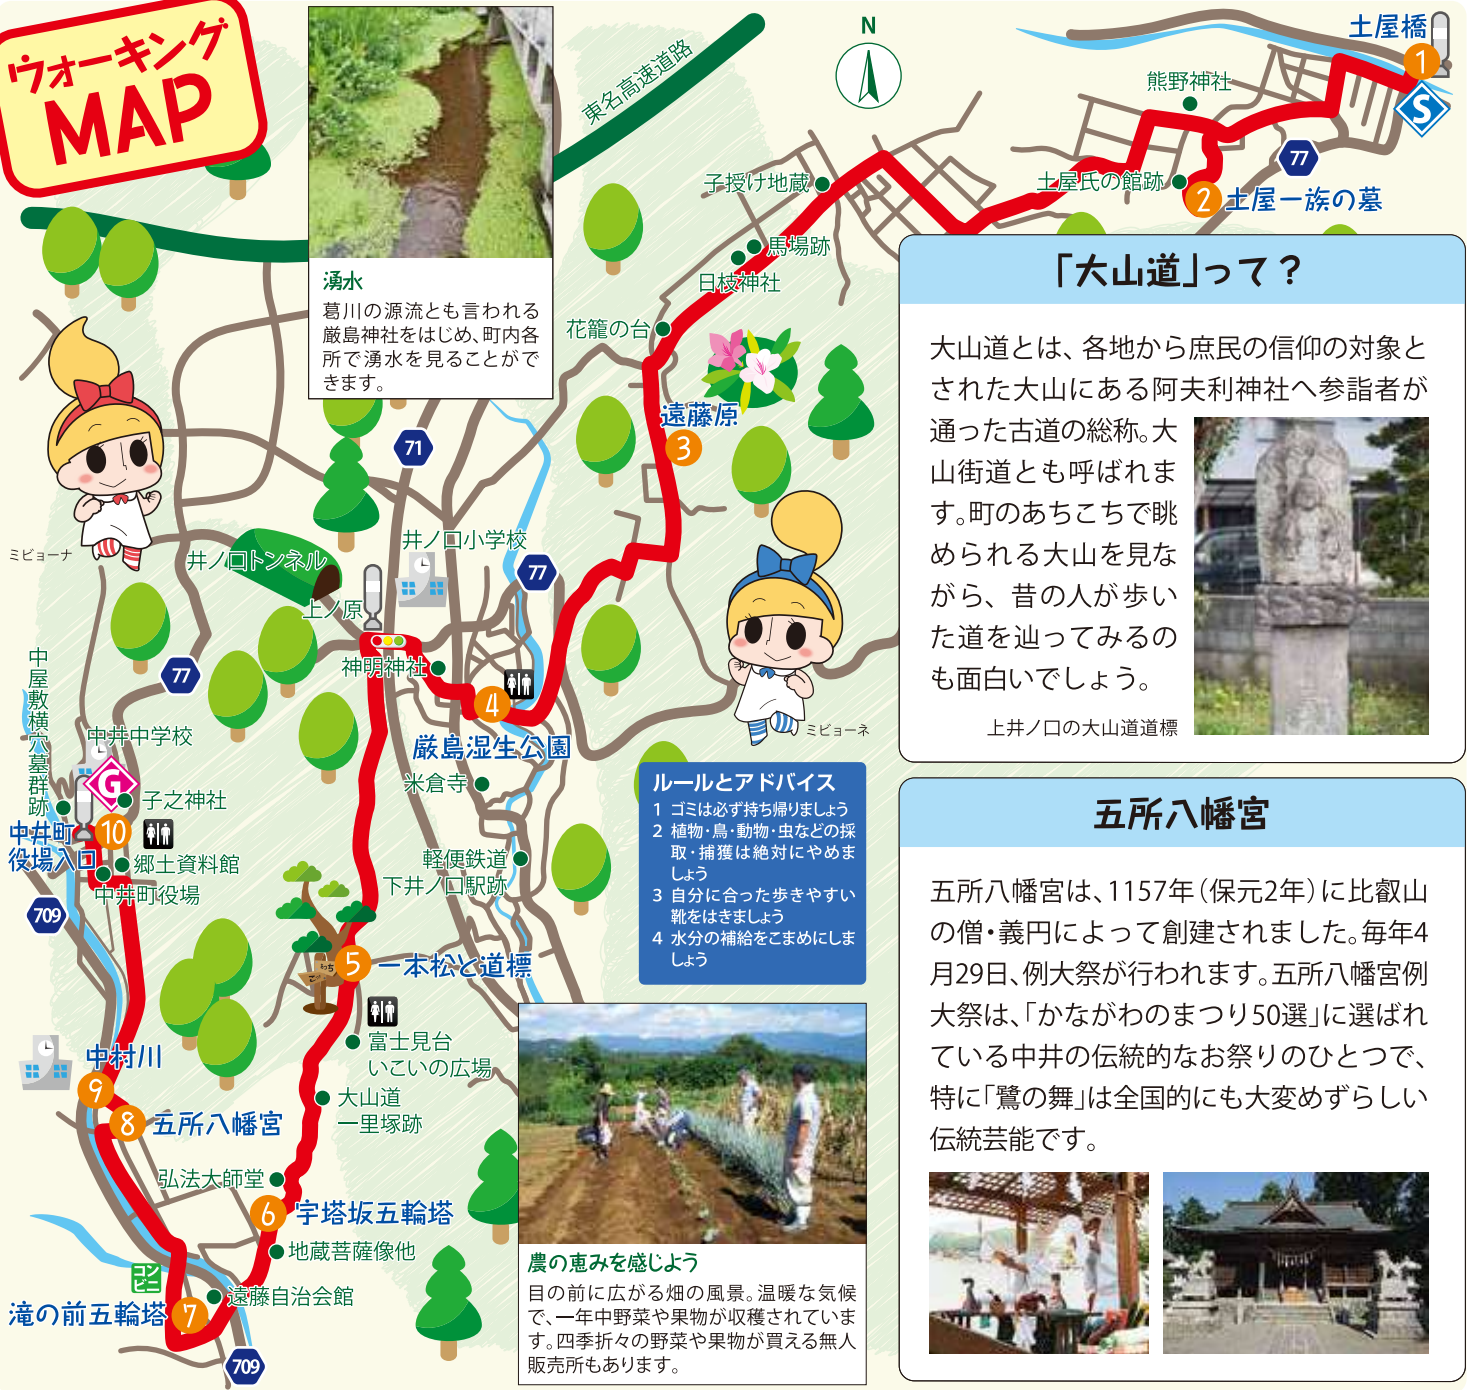 ウォーキング
MAP
湧水
葛川の源流とも言われる
厳島神社をはじめ、町内各
所で湧水を見ることがで
きます。
東名高速道路
N
土屋橋
1
S
熊野神社
77
土屋氏の館跡
2
土屋一族の墓
子授け地蔵
馬場跡
日枝神社
花籠の台
遠藤原
3
「大山道」って？
大山道とは、各地から庶民の信仰の対象と
された大山にある阿夫利神社へ参詣者が
通った古道の総称。大
山街道とも呼ばれま
す。町のあちこちで眺
められる大山を見な
がら、昔の人が歩い
た道を辿ってみるの
も面白いでしょう。
上井ノ口の大山道道標
71
ミビョーナ
井ノ口トンネル
井ノ口小学校
77
上ノ原
神明神社
4
厳島湿生公園
ミビョーネ
77
中屋敷横穴墓群跡
中井中学校
G
子之神社
中井町
役場入口
10
郷土資料館
中井町役場
709
米倉寺
軽便鉄道
下井ノ口駅跡
ルールとアドバイス
1 ゴミは必ず持ち帰りましょう
2 植物・鳥・動物・虫などの採
取・捕獲は絶対にやめま
しょう
3 自分に合った歩きやすい
靴をはきましょう
4 水分の補給をこまめにしま
しょう
5
一本松と道標
富士見台
いこいの広場
大山道
一里塚跡
中村川
9
8
五所八幡宮
弘法大師堂
6
宇塔坂五輪塔
地蔵菩薩像他
コン
ビニ
遠藤自治会館
滝の前五輪塔
7
709
農の恵みを感じよう
目の前に広がる畑の風景。温暖な気候
で、一年中野菜や果物が収穫されていま
す。四季折々の野菜や果物が買える無人
販売所もあります。
五所八幡宮
五所八幡宮は、1157年（保元2年）に比叡山
の僧・義円によって創建されました。毎年4
月29日、例大祭が行われます。五所八幡宮例
大祭は、「かながわのまつり50選」に選ばれ
ている中井の伝統的なお祭りのひとつで、
特に「鷺の舞」は全国的にも大変めずらしい
伝統芸能です。